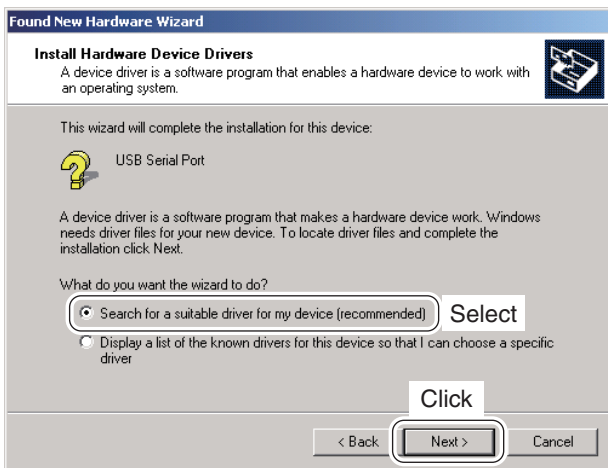 Found New Hardware Wizard
Install Hardware Device Drivers
A device driver is a software program that enables a hardware device to work with
an operating system.
This wizard will complete the installation for this device:
USB Serial Port
A device driver is a software program that makes a hardware device work. Windows
needs driver files for your new device. To locate driver files and complete the
installation click Next.
What do you want the wizard to do?
Search for a suitable driver for my device (recommended) Select
Display a list of the known drivers for this device so that I can choose a specific
driver
Click
< Back Next > Cancel